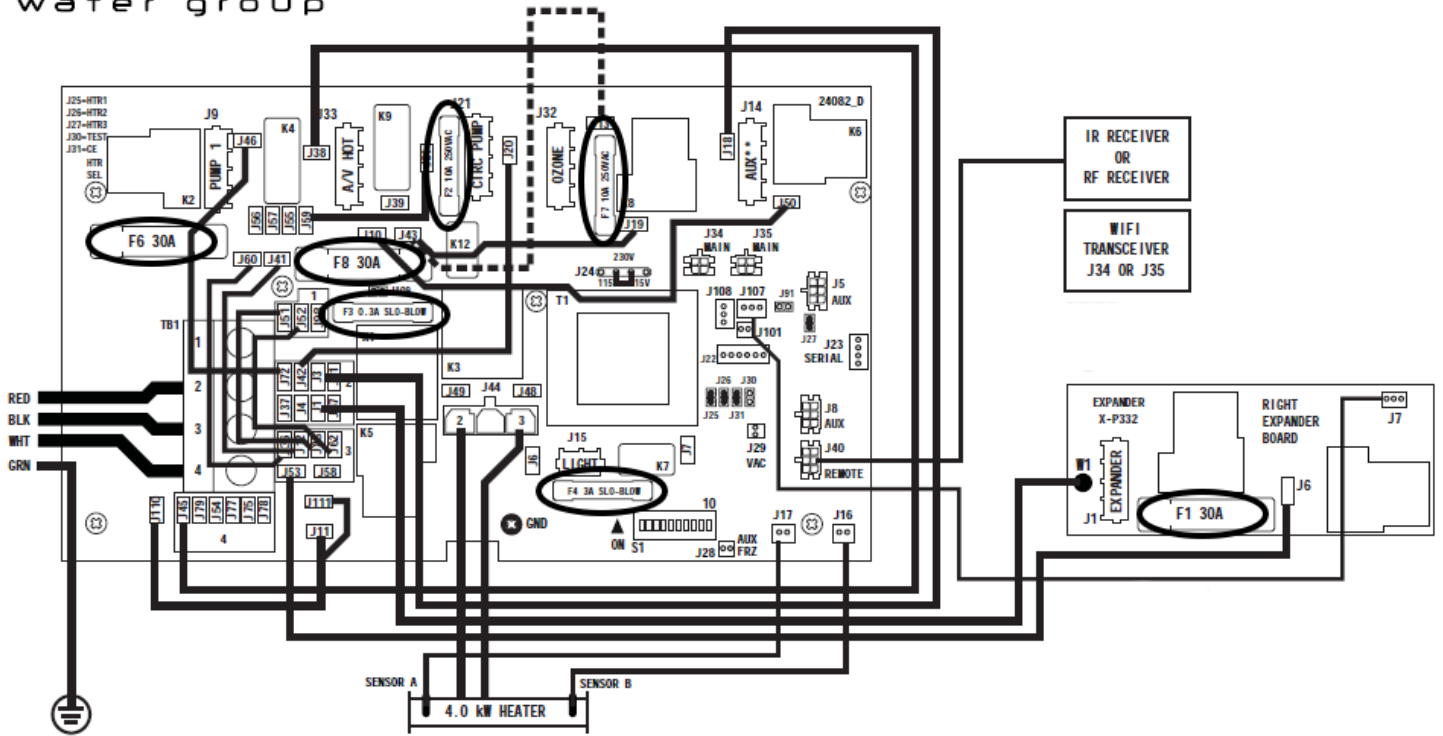 water group
J25=HTR1
J26=HTR2
J27=HTR3
J30=TEST
J31=CE
HTR
SEL
J9
J46
PUMP 1
K2
K4
J33
J38
A/V HOT
K9
J39
J21
F2 10A 250VAC
CIRC PUMP
J20
J32
OZONE
F7 10A 250VAC
J14
J18
AUX**
24082_D
K6
J50
J56
J57
J55
J59
F6 30A
J10
J43
K12
J19
F8 30A
J60
J41
J34
MAIN
J35
MAIN
230V
J24
IR RECEIVER
OR
RF RECEIVER
WIFI
TRANSCEIVER
J34 OR J35
F3 0.3A SLO-BLOW
T1
J108
J107
J91
J5
AUX
J101
J27
J22
J23
SERIAL
TB1
1
J51
J52
1
2
3
4
RED
BLK
WHT
GRN
J72
J42
J3
2
J37
J4
J1
K3
J49
J44
J48
2
3
J26
J30
J25
J31
J8
AUX
K5
J62
3
J53
J58
J6
J15
LIGHT
K7
J7
J29
VAC
J40
REMOTE
F4 3A SLO-BLOW
EXPANDER
X-P332
RIGHT
EXPANDER
BOARD
J7
W1
EXPANDER
J1
F1 30A
J6
J110
J45
J79
J54
J77
J75
J78
4
J111
J11
GND
ON
S1
10
J28
AUX
FRZ
J17
J16
SENSOR A
SENSOR B
4.0 kW HEATER